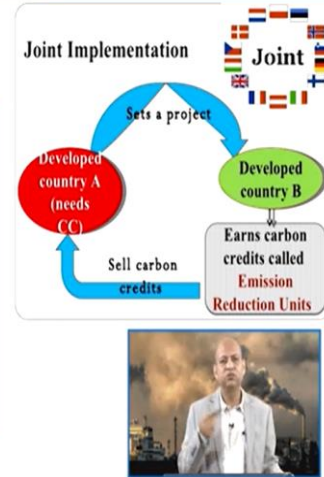 Joint Implementation
Joint
Sets a project
Developed
country A
(needs
CC)
Developed
country B
Earns carbon
credits called
Emission
Reduction Units
Sell carbon
credits